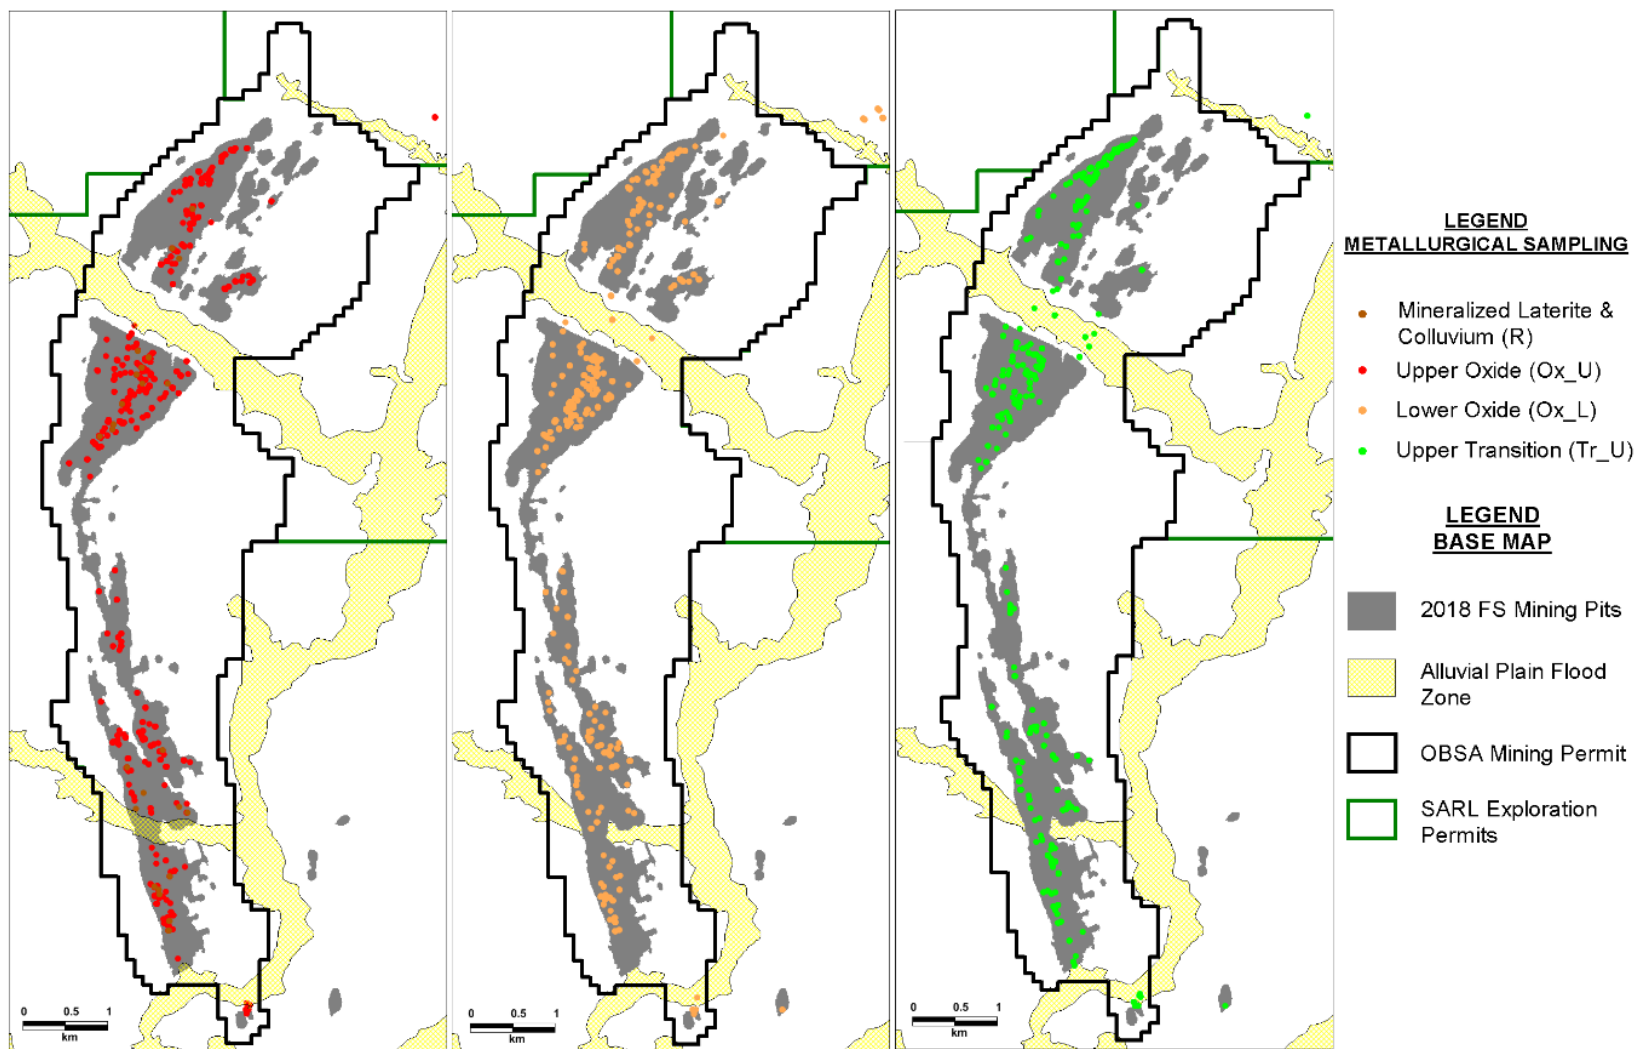 LEGEND
METALLURGICAL SAMPLING
Mineralized Laterite &
Colluvium (R)
Upper Oxide (Ox_U)
Lower Oxide (Ox_L)
Upper Transition (Tr_U)
LEGEND
BASE MAP
2018 FS Mining Pits
Alluvial Plain Flood
Zone
OBSA Mining Permit
SARL Exploration
Permits
0 0.5 1
km
0 0.5 1
km
0 0.5 1
km